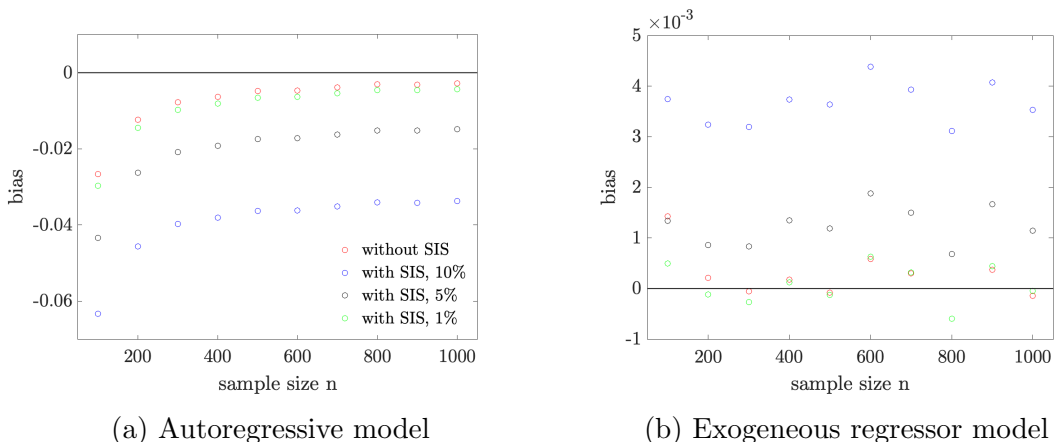 0
-0.02
-0.04
-0.06
bias
200 400 600 800 1000
sample size n
without SIS
with SIS, 10%
with SIS, 5%
with SIS, 1%
(a) Autoregressive model
×10⁻³
5
4
3
2
1
0
-1
bias
200 400 600 800 1000
sample size n
(b) Exogeneous regressor model